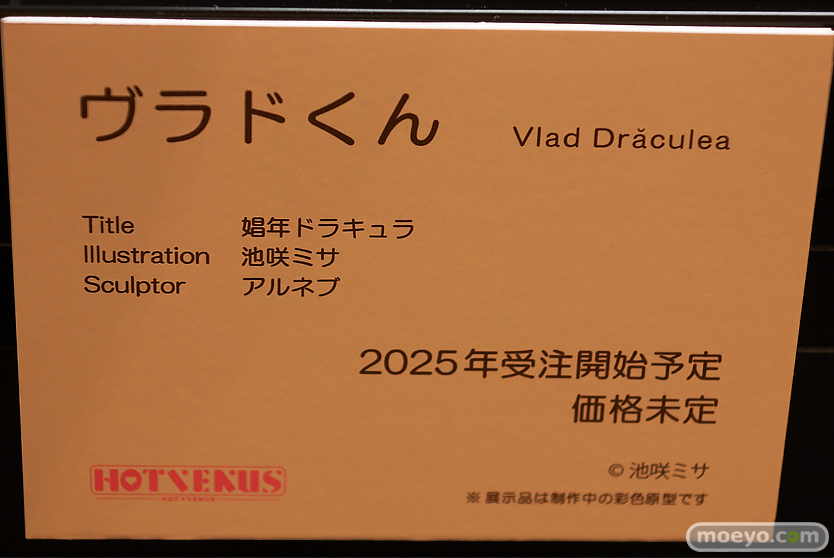 ヴラドくん Vlad Drăculea
Title 娼年ドラキュラ
Illustration 池咲ミサ
Sculptor アルネブ
2025年受注開始予定
価格未定
HOTVENUS
HOT♥VENUS
© 池咲ミサ
※ 展示品は制作中の彩色原型です
moeyo.com